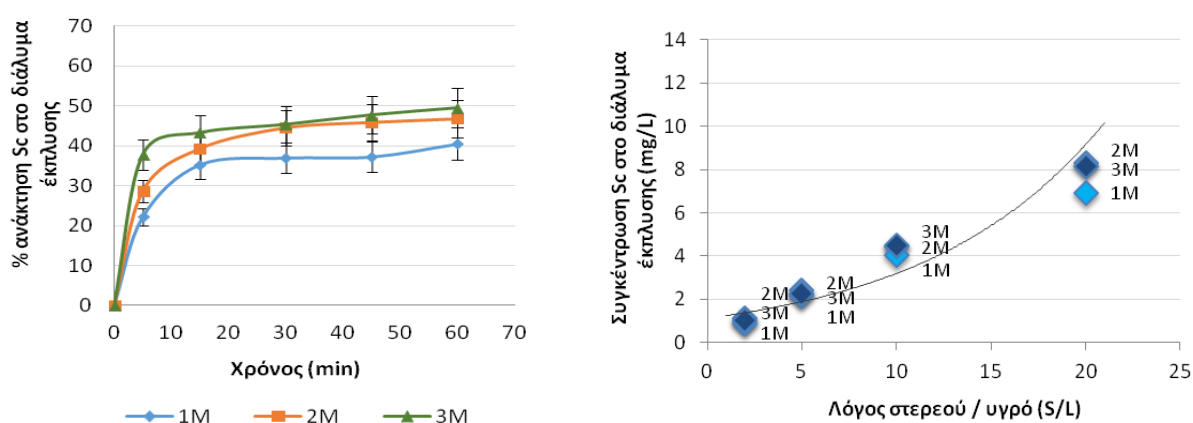 % ανάκτηση Sc στο διάλυμα
έκπλυσης
70
60
50
40
30
20
10
0
0 10 20 30 40 50 60 70
Χρόνος (min)
1M 2M 3M
Συγκέντρωση Sc στο διάλυμα
έκπλυσης (mg/L)
14
12
10
8
6
4
2
0
2M
3M
1M
2M
3M
1M
3M
2M
1M
2M
3M
1M
0 5 10 15 20 25
Λόγος στερεού / υγρό (S/L)